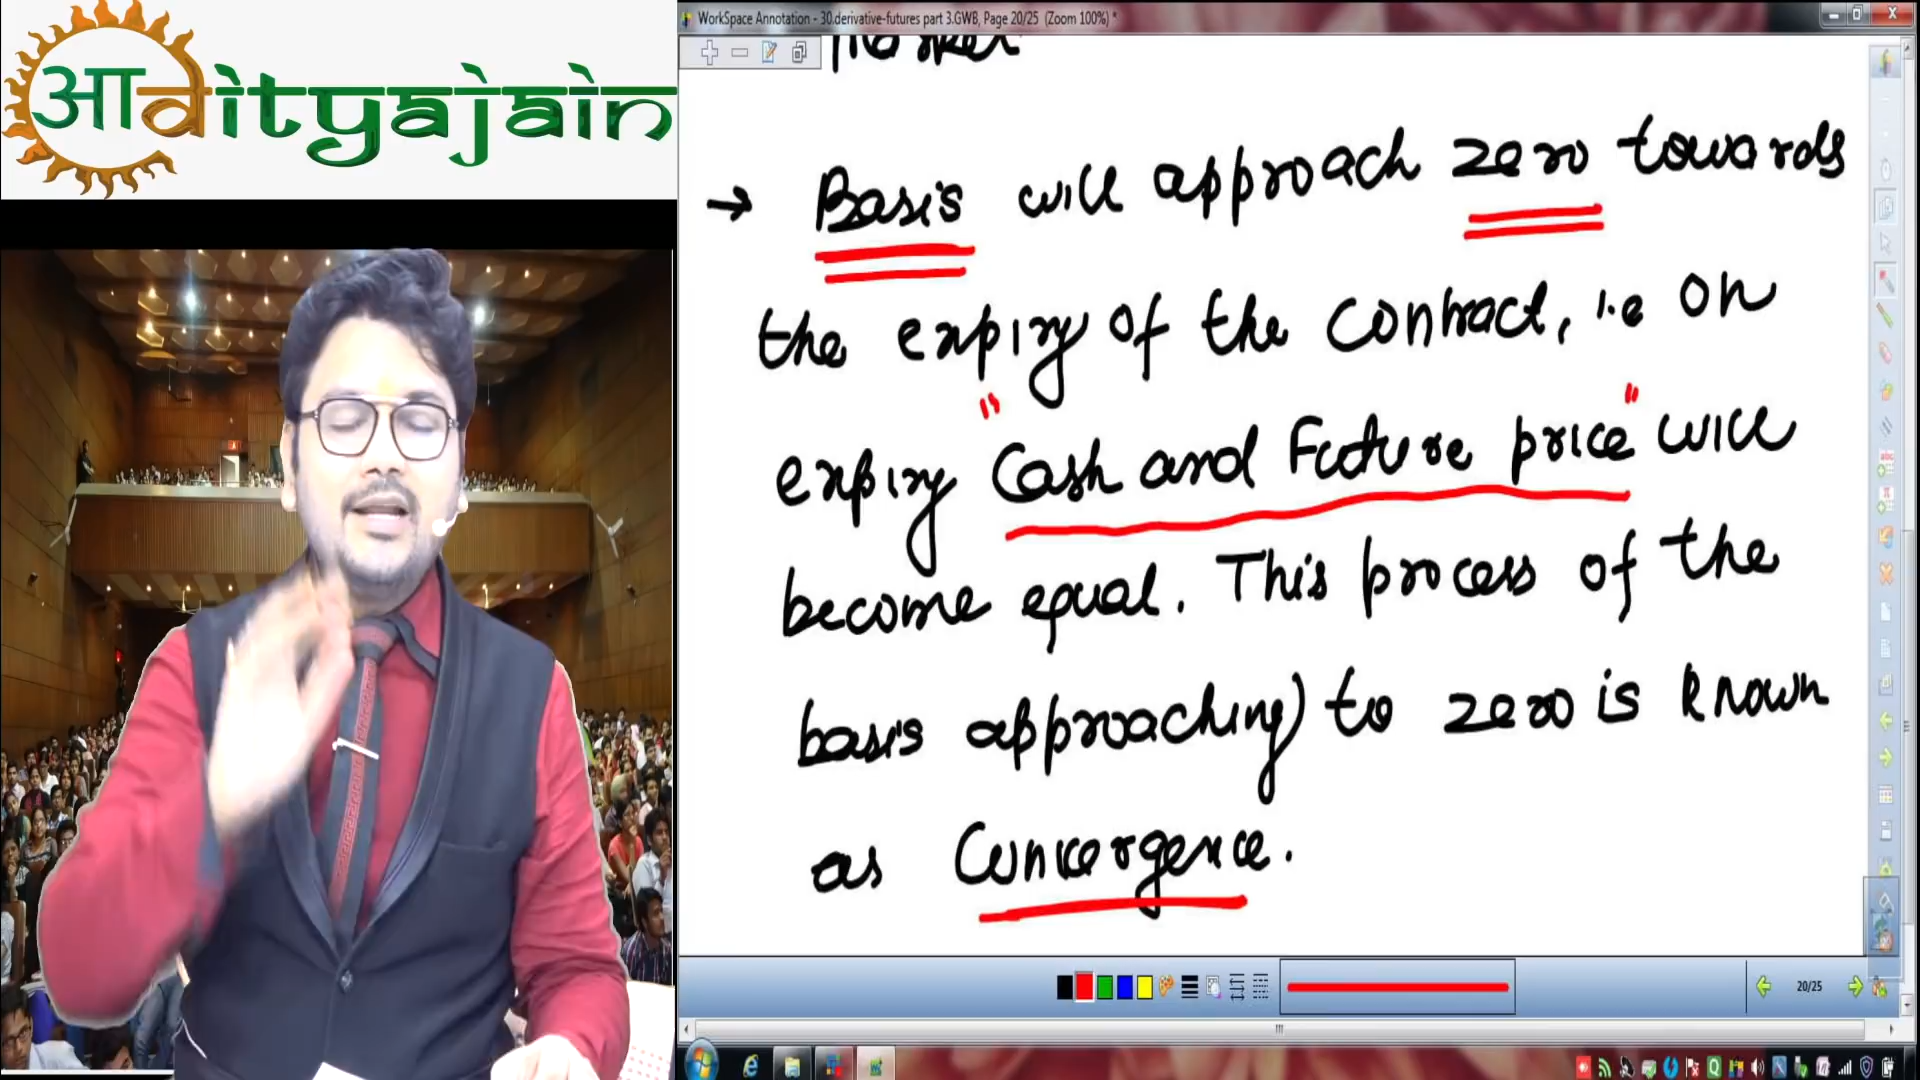 आdityajain
WorkSpace Annotation - 30.derivative-futures part 3.GWB, Page 20/25 (Zoom 100%) *
Market
→ Basis will approach zero towards
the expiry of the contract, i.e on
expiry "Cash and Future price" will
become equal. This process of the
basis approaching) to zero is known
as Convergence.
20/25